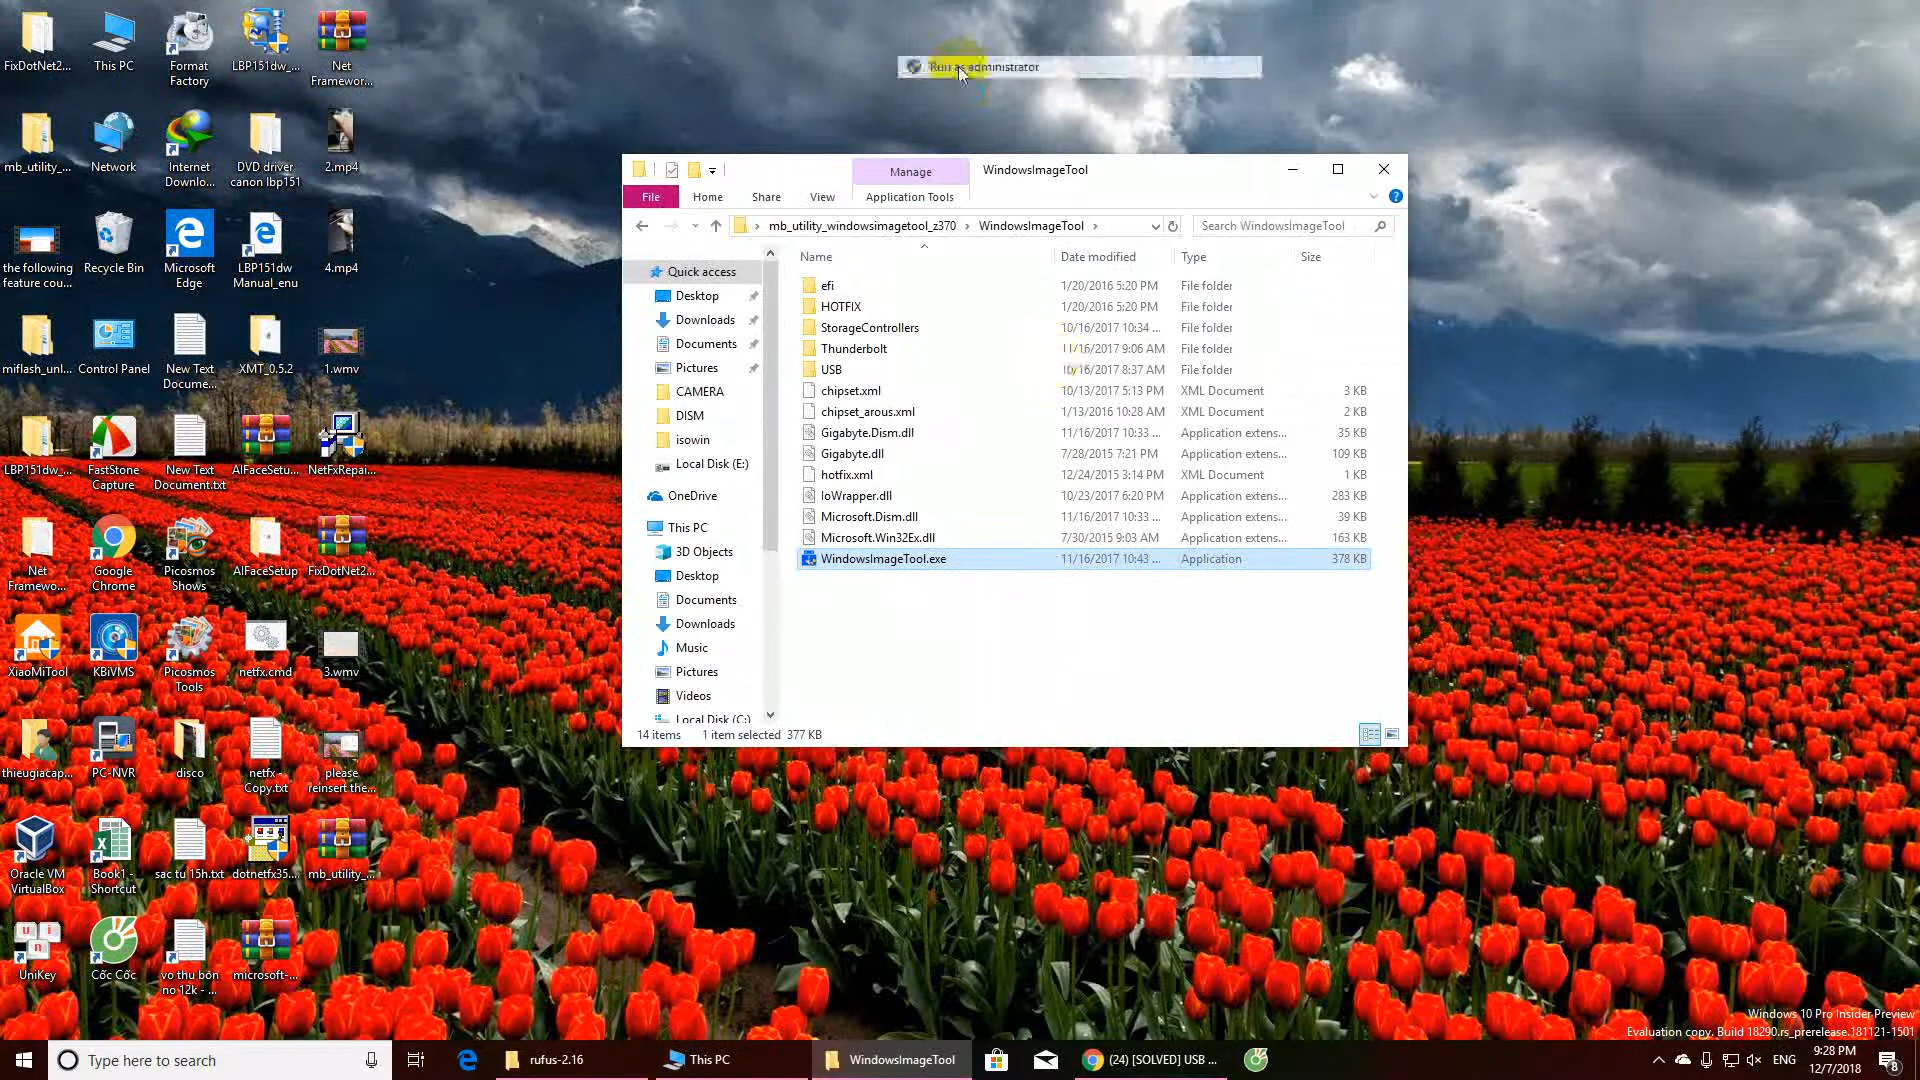 FixDotNet2...
This PC
Format
Factory
LBP151dw_...
Net
Framewor...
mb_utility_...
Network
Internet
Downlo...
DVD driver
canon lbp151
2.mp4
the following
feature cou...
Recycle Bin
Microsoft
Edge
LBP151dw
Manual_enu
4.mp4
miflash_unl...
Control Panel
New Text
Docume...
XMT_0.5.2
1.wmv
LBP151dw_...
FastStone
Capture
New Text
Document.txt
AIFaceSetu...
NetFxRepai...
Net
Framewo...
Google
Chrome
Picosmos
Shows
AIFaceSetup
FixDotNet2...
XiaoMiTool
KBiVMS
Picosmos
Tools
netfx.cmd
3.wmv
thieugiacap...
PC-NVR
disco
netfx -
Copy.txt
please
reinsert the...
Oracle VM
VirtualBox
Book1 -
Shortcut
sac tu 15h.txt
dotnetfx35....
mb_utility_...
UniKey
Cốc Cốc
vo thu bôn
no 12k - ...
microsoft-...
Run as administrator
Manage
WindowsImageTool
File
Home
Share
View
Application Tools
mb_utility_windowsimagetool_z370
WindowsImageTool
Search WindowsImageTool
Quick access
Desktop
Downloads
Documents
Pictures
CAMERA
DISM
isowin
Local Disk (E:)
OneDrive
This PC
3D Objects
Desktop
Documents
Downloads
Music
Pictures
Videos
Local Disk (C:)
Name Date modified Type Size
efi 1/20/2016 5:20 PM File folder
HOTFIX 1/20/2016 5:20 PM File folder
StorageControllers 10/16/2017 10:34 ... File folder
Thunderbolt 11/16/2017 9:06 AM File folder
USB 10/16/2017 8:37 AM File folder
chipset.xml 10/13/2017 5:13 PM XML Document 3 KB
chipset_arous.xml 1/13/2016 10:28 AM XML Document 2 KB
Gigabyte.Dism.dll 11/16/2017 10:33 ... Application extens... 35 KB
Gigabyte.dll 7/28/2015 7:21 PM Application extens... 109 KB
hotfix.xml 12/24/2015 3:14 PM XML Document 1 KB
IoWrapper.dll 10/23/2017 6:20 PM Application extens... 283 KB
Microsoft.Dism.dll 11/16/2017 10:33 ... Application extens... 39 KB
Microsoft.Win32Ex.dll 7/30/2015 9:03 AM Application extens... 163 KB
WindowsImageTool.exe 11/16/2017 10:43 ... Application 378 KB
14 items 1 item selected 377 KB
Windows 10 Pro Insider Preview
Evaluation copy. Build 18290.rs_prerelease.181121-1501
Type here to search
rufus-2.16
This PC
WindowsImageTool
(24) [SOLVED] USB ...
ENG
9:28 PM
12/7/2018
8